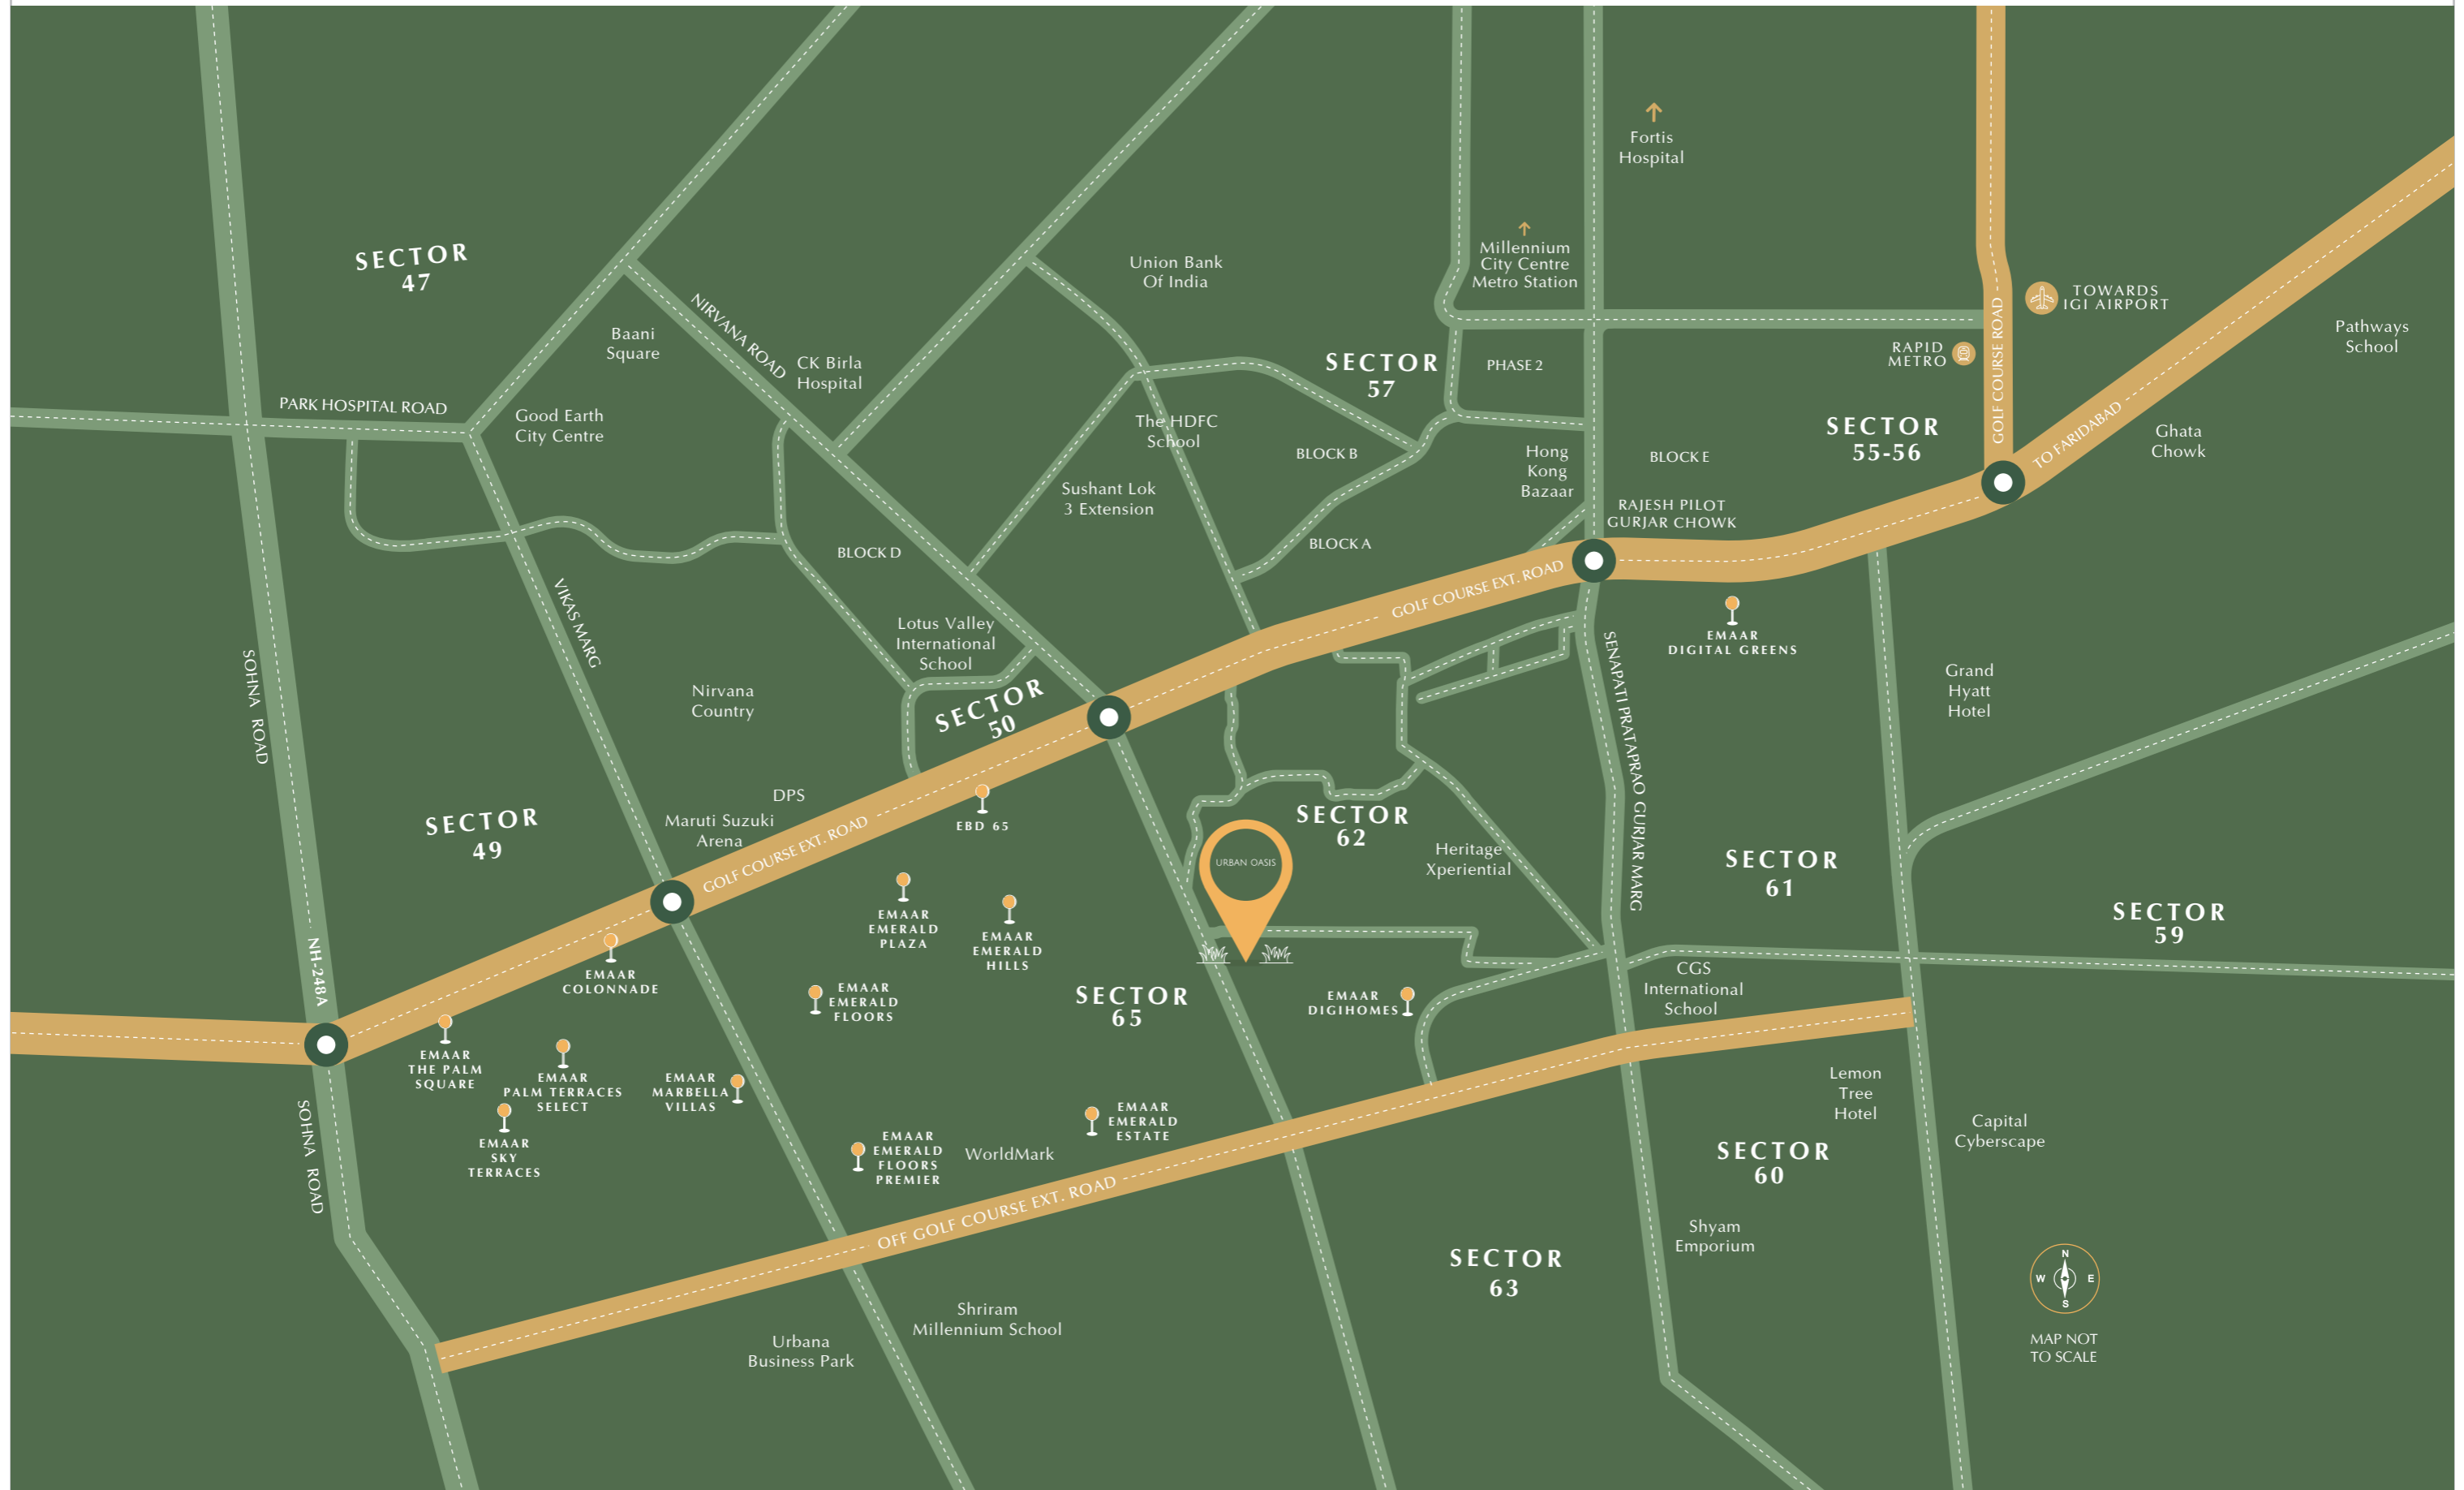 Fortis
Hospital
Millennium
City Centre
Metro Station
SECTOR
47
Union Bank
Of India
TOWARDS
IGI AIRPORT
Pathways
School
Baani
Square
NIRVANA ROAD
CK Birla
Hospital
SECTOR
57
PHASE 2
RAPID
METRO
GOLF COURSE ROAD
PARK HOSPITAL ROAD
Good Earth
City Centre
The HDFC
School
BLOCK B
Hong
Kong
Bazaar
BLOCK E
SECTOR
55-56
TO FARIDABAD
Ghata
Chowk
Sushant Lok
3 Extension
RAJESH PILOT
GURJAR CHOWK
BLOCK D
BLOCK A
VIKAS MARG
GOLF COURSE EXT. ROAD
Lotus Valley
International
School
EMAAR
DIGITAL GREENS
SOHNA ROAD
Nirvana
Country
SECTOR
50
SENAPATI PRATAPRAO GURJAR MARG
Grand
Hyatt
Hotel
DPS
Maruti Suzuki
Arena
EBD 65
SECTOR
49
GOLF COURSE EXT. ROAD
SECTOR
62
URBAN OASIS
Heritage
Xperiential
SECTOR
61
EMAAR
EMERALD
PLAZA
EMAAR
EMERALD
HILLS
SECTOR
59
NH-248A
EMAAR
COLONNADE
EMAAR
EMERALD
FLOORS
SECTOR
65
EMAAR
DIGIHOMES
CGS
International
School
EMAAR
THE PALM
SQUARE
EMAAR
PALM TERRACES
SELECT
EMAAR
MARBELLA
VILLAS
Lemon
Tree
Hotel
SOHNA ROAD
EMAAR
SKY
TERRACES
EMAAR
EMERALD
FLOORS
PREMIER
WorldMark
EMAAR
EMERALD
ESTATE
Capital
Cyberscape
SECTOR
60
OFF GOLF COURSE EXT. ROAD
Shyam
Emporium
SECTOR
63
N
W
E
S
Shriram
Millennium School
Urbana
Business Park
MAP NOT
TO SCALE